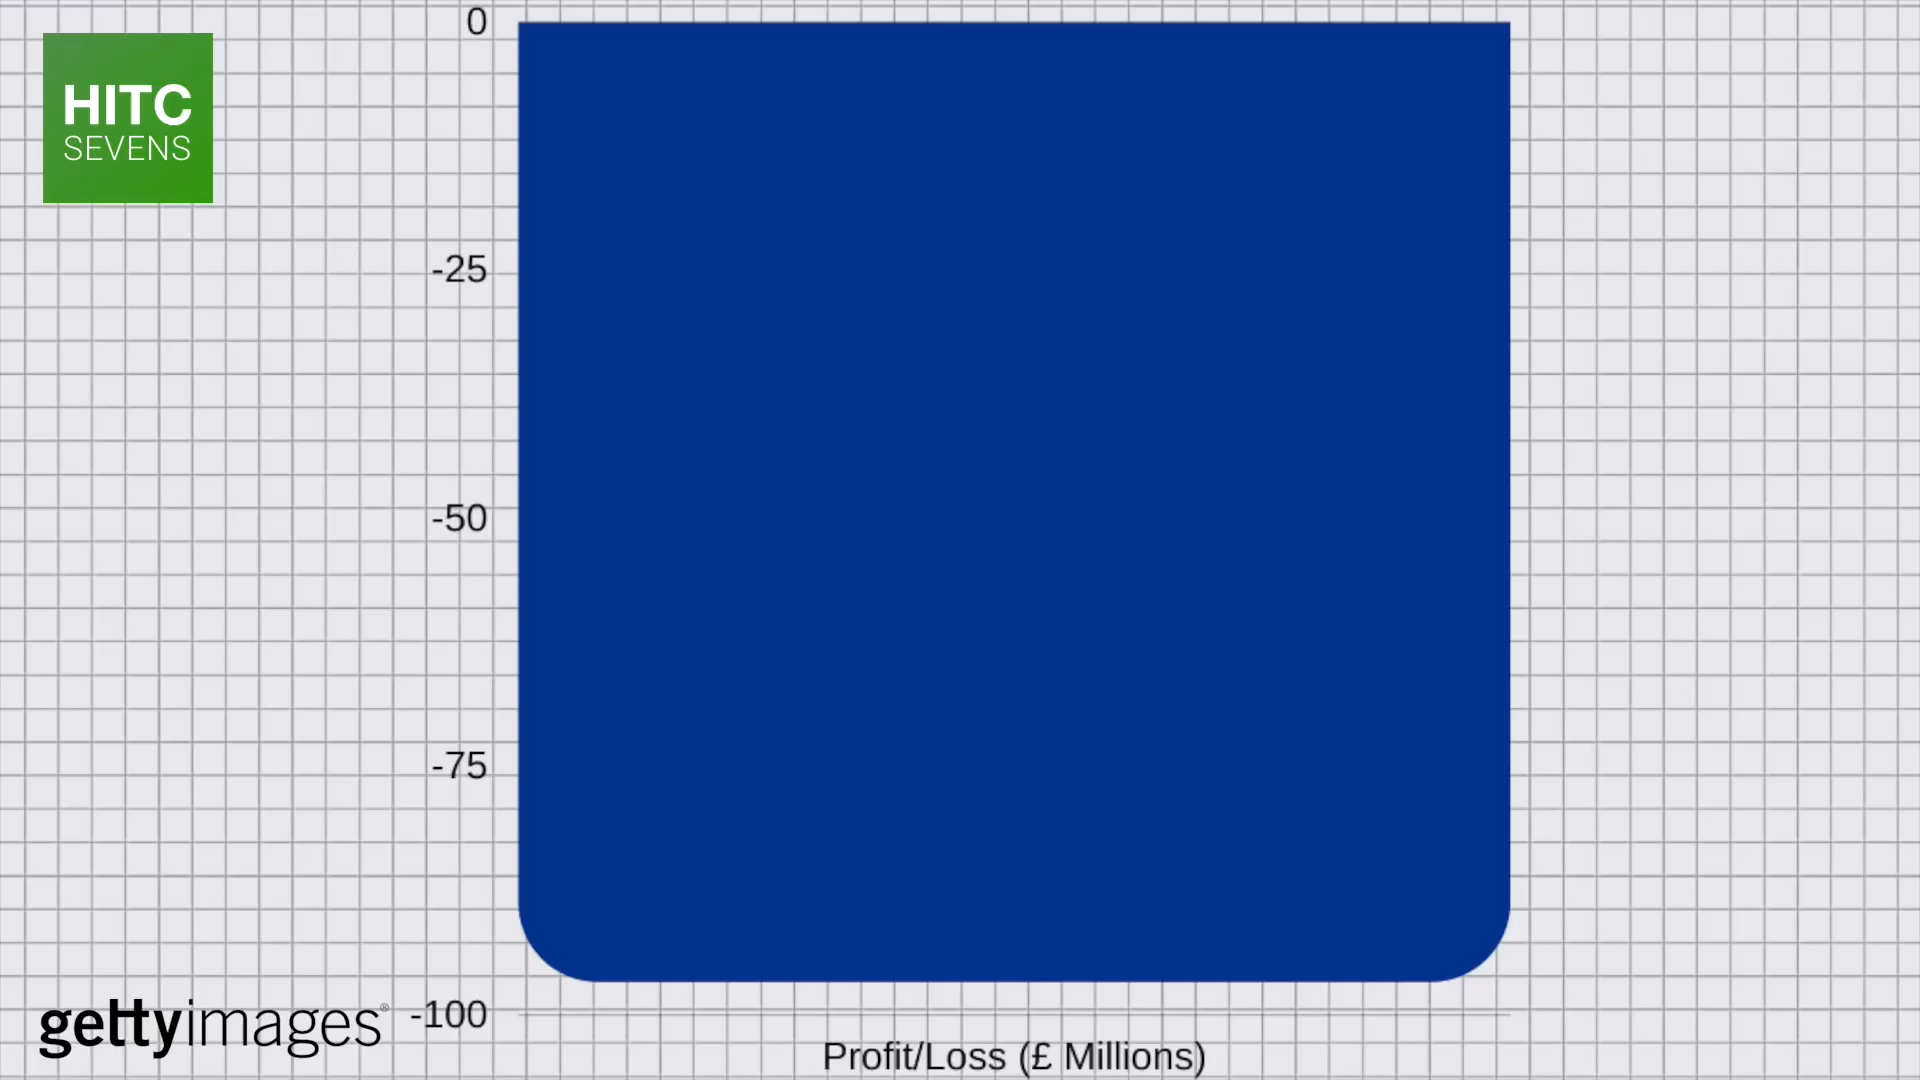 0
HITC
SEVENS
-25
-50
-75
-100
gettyimages®
Profit/Loss (£ Millions)